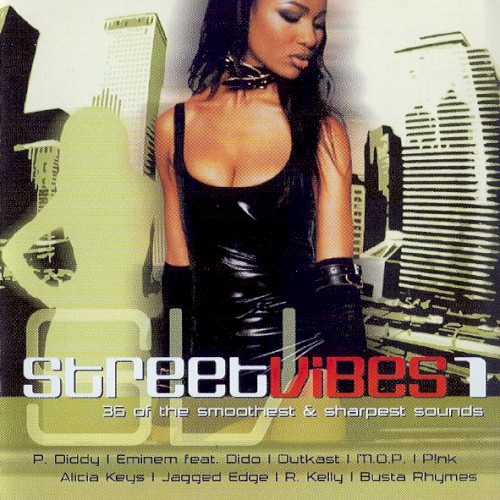 SV
streetVIBES 1
36 of the smoothest & sharpest sounds
P. Diddy | Eminem feat. Dido | Outkast | M.O.P. | P!nk
Alicia Keys | Jagged Edge | R. Kelly | Busta Rhymes